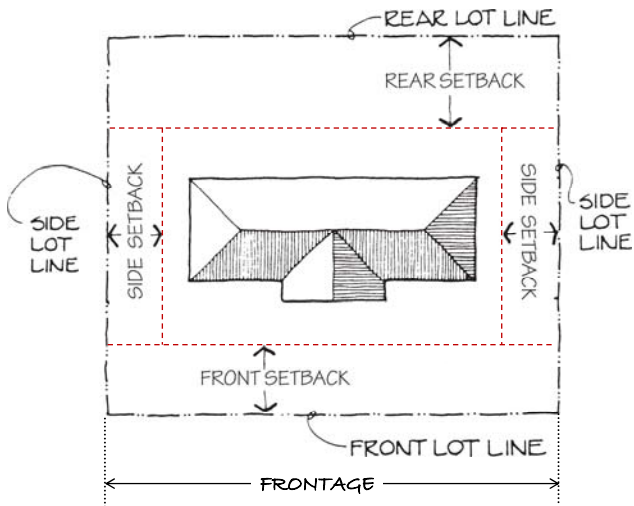 REAR LOT LINE
REAR SETBACK
SIDE SETBACK
SIDE SETBACK
SIDE
LOT
LINE
SIDE
LOT
LINE
FRONT SETBACK
FRONT LOT LINE
FRONTAGE